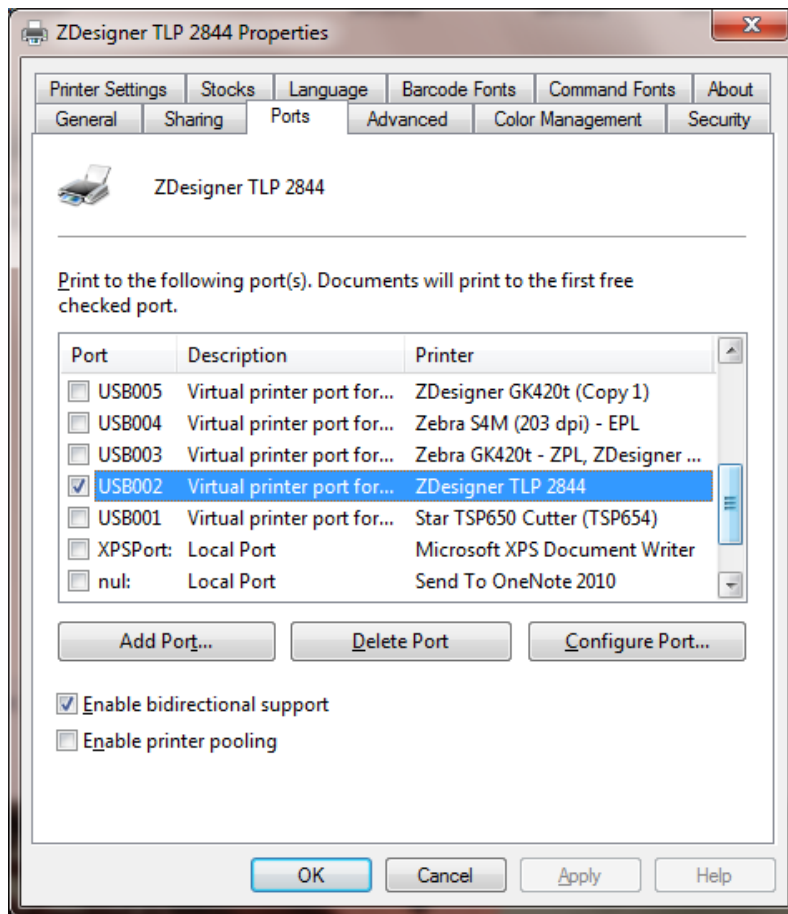 ZDesigner TLP 2844 Properties
Printer Settings Stocks Language Barcode Fonts Command Fonts About
General Sharing Ports Advanced Color Management Security
ZDesigner TLP 2844
Print to the following port(s). Documents will print to the first free
checked port.
Port Description Printer
USB005 Virtual printer port for... ZDesigner GK420t (Copy 1)
USB004 Virtual printer port for... Zebra S4M (203 dpi) - EPL
USB003 Virtual printer port for... Zebra GK420t - ZPL, ZDesigner ...
USB002 Virtual printer port for... ZDesigner TLP 2844
USB001 Virtual printer port for... Star TSP650 Cutter (TSP654)
XPSPort: Local Port Microsoft XPS Document Writer
nul: Local Port Send To OneNote 2010
Add Port... Delete Port Configure Port...
Enable bidirectional support
Enable printer pooling
OK Cancel Apply Help